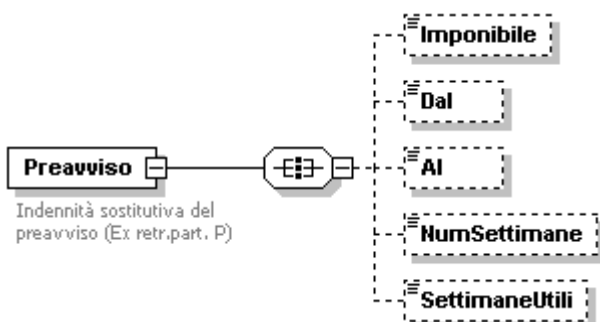 Imponibile
Dal
Preavviso
Al
Indennità sostitutiva del
preavviso (Ex retr.part. P)
NumSettimane
SettimaneUtili